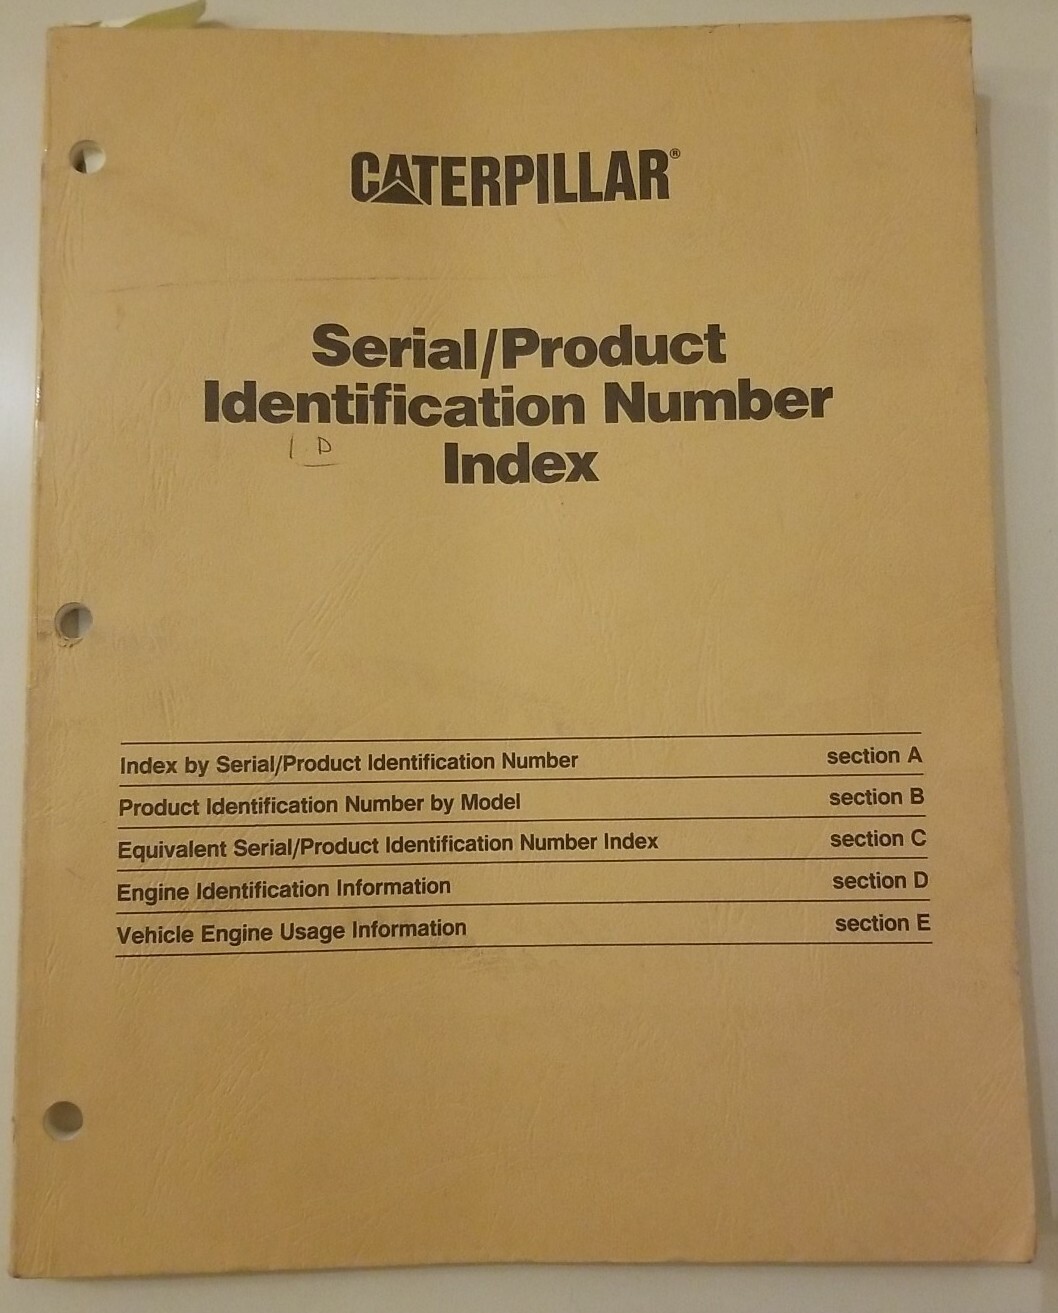 CATERPILLAR®
Serial/Product
Identification Number
I D
Index
Index by Serial/Product Identification Number section A
Product Identification Number by Model section B
Equivalent Serial/Product Identification Number Index section C
Engine Identification Information section D
Vehicle Engine Usage Information section E